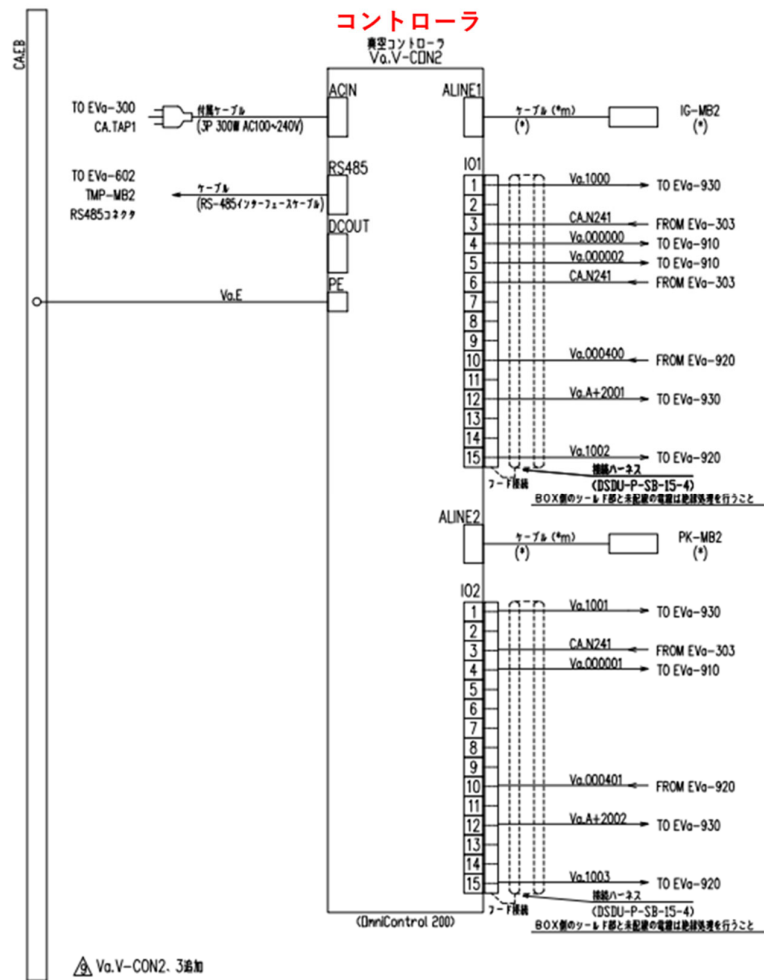 コントローラ
真空コントローラ
Va.V-CON2
CA.EB
ACIN
ALINE1
TO EVa-300
CA.TAP1
付属ケーブル
(3P 300W AC100~240V)
ケーブル (*m)
(*)
IG-MB2
(*)
RS485
TO EVa-602
TMP-MB2
RS485コネクタ
ケーブル
(RS-485インターフェースケーブル)
DCOUT
PE
Va.E
IO1
1 Va.1000 TO EVa-930
2
3 CA.N241 FROM EVa-303
4 Va.000000 TO EVa-910
5 Va.000002 TO EVa-910
6 CA.N241 FROM EVa-303
7
8
9
10 Va.000400 FROM EVa-920
11
12 Va.A+2001 TO EVa-930
13
14
15 Va.1002 TO EVa-920
フード接続
接続ハーネス
(DSDU-P-SB-15-4)
BOX側のシールド部と未配線の電線は絶縁処理を行うこと
ALINE2
ケーブル (*m)
(*)
PK-MB2
(*)
IO2
1 Va.1001 TO EVa-930
2
3 CA.N241 FROM EVa-303
4 Va.000001 TO EVa-910
5
6
7
8
9
10 Va.000401 FROM EVa-920
11
12 Va.A+2002 TO EVa-930
13
14
15 Va.1003 TO EVa-920
フード接続
接続ハーネス
(DSDU-P-SB-15-4)
BOX側のシールド部と未配線の電線は絶縁処理を行うこと
(OmniControl 200)
Va.V-CON2、3追加